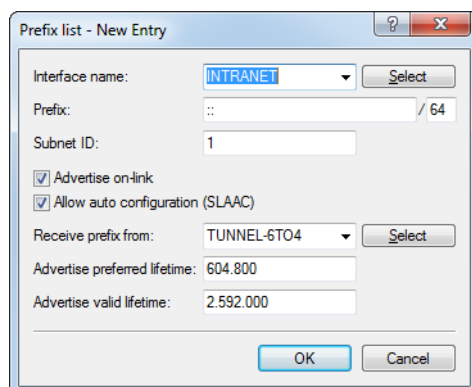 Prefix list - New Entry
Interface name: INTRANET Select
Prefix: :: / 64
Subnet ID: 1
Advertise on-link
Allow auto configuration (SLAAC)
Receive prefix from: TUNNEL-6TO4 Select
Advertise preferred lifetime: 604.800
Advertise valid lifetime: 2.592.000
OK Cancel